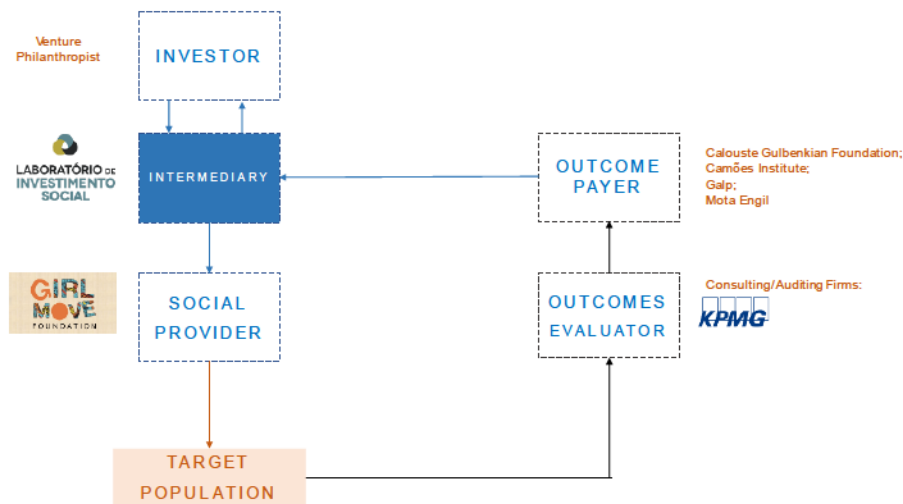 Venture
Philanthropist
INVESTOR
LABORATÓRIO DE
INVESTIMENTO
SOCIAL
INTERMEDIARY
OUTCOME
PAYER
Calouste Gulbenkian Foundation;
Camões Institute;
Galp;
Mota Engil
GIRL
MOVE
FOUNDATION
SOCIAL
PROVIDER
OUTCOMES
EVALUATOR
Consulting/Auditing Firms:
KPMG
TARGET
POPULATION